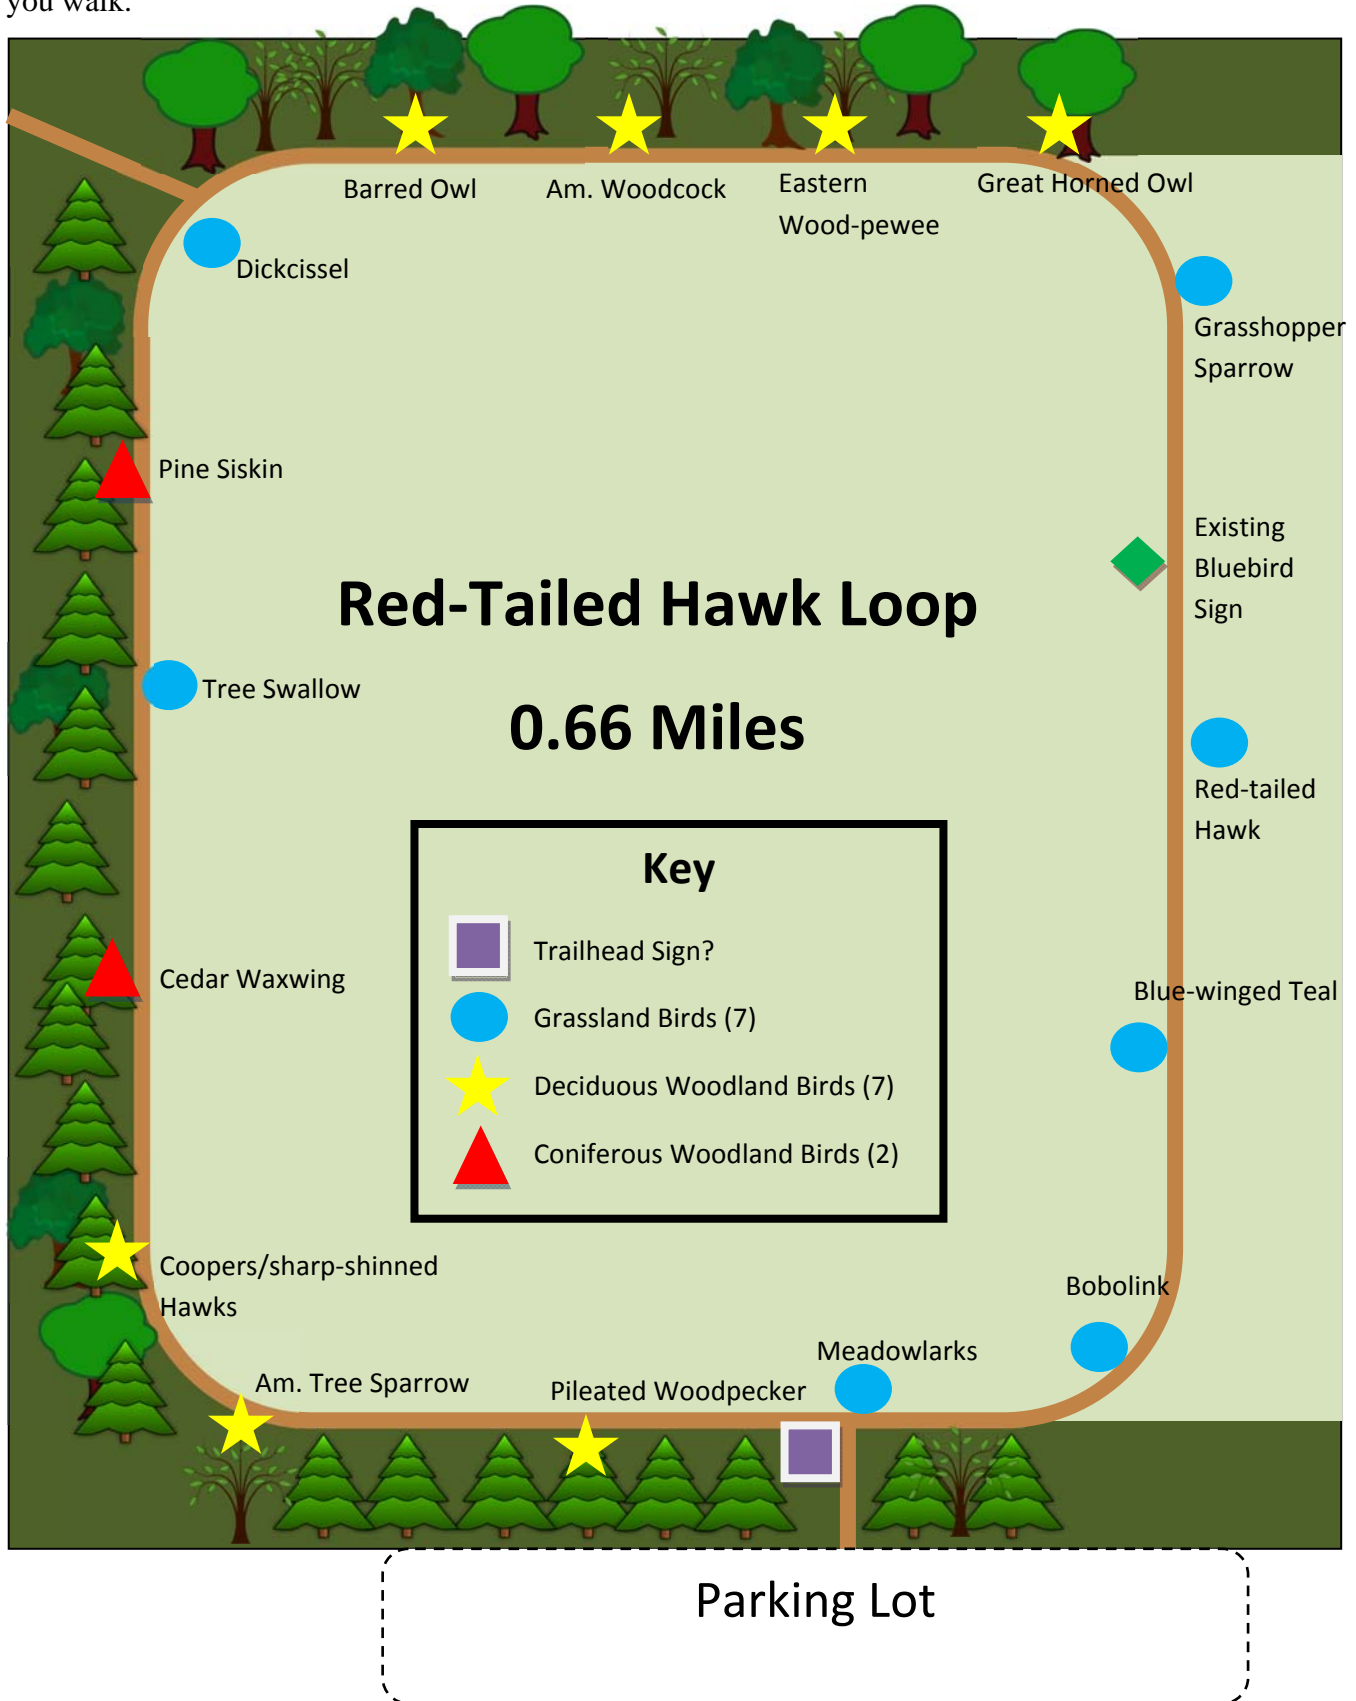 you walk.
Barred Owl
Am. Woodcock
Eastern
Wood-pewee
Great Horned Owl
Dickcissel
Grasshopper
Sparrow
Pine Siskin
Existing
Bluebird
Sign
Red-Tailed Hawk Loop
Tree Swallow
0.66 Miles
Red-tailed
Hawk
Key
Trailhead Sign?
Grassland Birds (7)
Deciduous Woodland Birds (7)
Coniferous Woodland Birds (2)
Cedar Waxwing
Blue-winged Teal
Coopers/sharp-shinned
Hawks
Bobolink
Meadowlarks
Am. Tree Sparrow
Pileated Woodpecker
Parking Lot